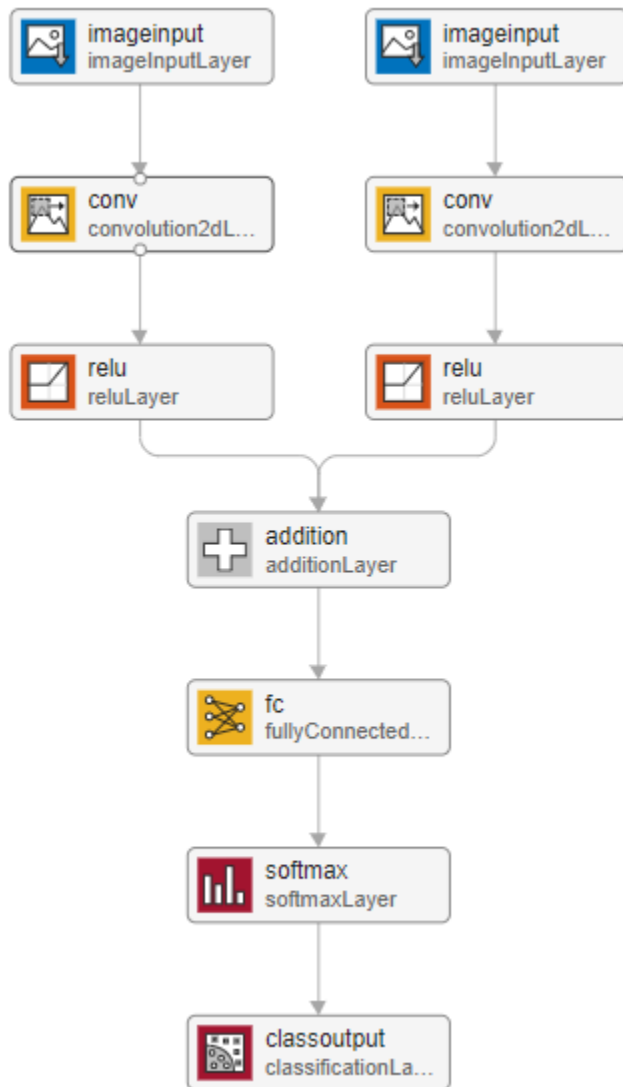 imageinput
imageInputLayer
imageinput
imageInputLayer
conv
convolution2dL...
conv
convolution2dL...
relu
reluLayer
relu
reluLayer
addition
additionLayer
fc
fullyConnected...
softmax
softmaxLayer
classoutput
classificationLa...